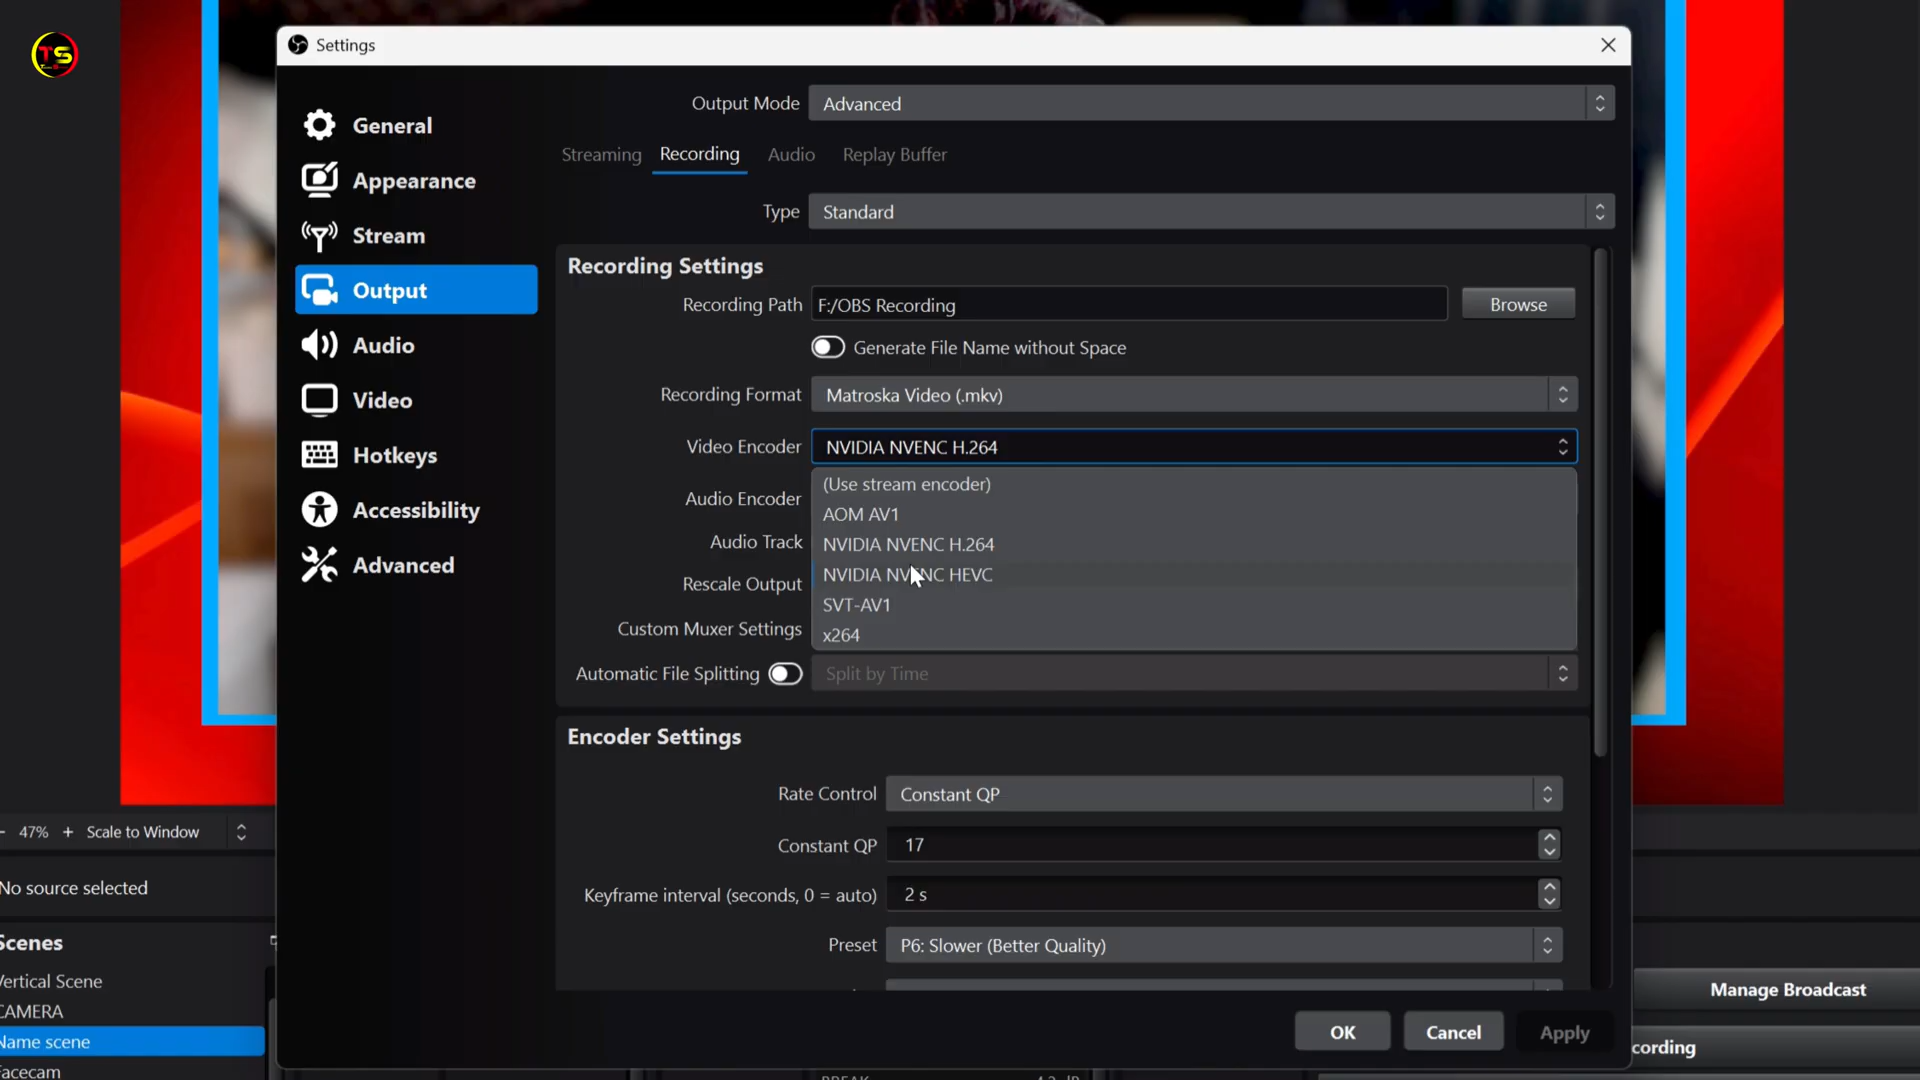 TS
Settings
Output Mode Advanced
General
Streaming Recording Audio Replay Buffer
Appearance
Type Standard
Stream
Recording Settings
Output
Recording Path F:/OBS Recording Browse
Audio
Generate File Name without Space
Recording Format Matroska Video (.mkv)
Video
Video Encoder NVIDIA NVENC H.264
Hotkeys
(Use stream encoder)
Audio Encoder
Accessibility
AOM AV1
Audio Track NVIDIA NVENC H.264
Advanced
NVIDIA NVENC HEVC
Rescale Output
SVT-AV1
Custom Muxer Settings
x264
Automatic File Splitting Split by Time
Encoder Settings
Rate Control Constant QP
47% + Scale to Window
Constant QP 17
No source selected
Keyframe interval (seconds, 0 = auto) 2 s
Scenes
Preset P6: Slower (Better Quality)
Vertical Scene
Manage Broadcast
CAMERA
OK Cancel Apply
Name scene
cording
Facecam